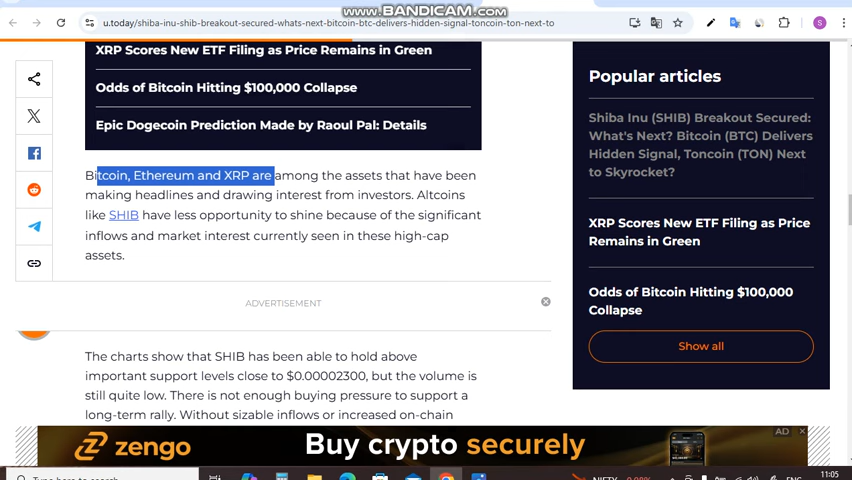 www.BANDICAM.com
u.today/shiba-inu-shib-breakout-secured-whats-next-bitcoin-btc-delivers-hidden-signal-toncoin-ton-next-to
S
XRP Scores New ETF Filing as Price Remains in Green
Odds of Bitcoin Hitting $100,000 Collapse
Epic Dogecoin Prediction Made by Raoul Pal: Details
Bitcoin, Ethereum and XRP are among the assets that have been
making headlines and drawing interest from investors. Altcoins
like SHIB have less opportunity to shine because of the significant
inflows and market interest currently seen in these high-cap
assets.
ADVERTISEMENT
The charts show that SHIB has been able to hold above
important support levels close to $0.00002300, but the volume is
still quite low. There is not enough buying pressure to support a
long-term rally. Without sizable inflows or increased on-chain
Popular articles
Shiba Inu (SHIB) Breakout Secured:
What's Next? Bitcoin (BTC) Delivers
Hidden Signal, Toncoin (TON) Next
to Skyrocket?
XRP Scores New ETF Filing as Price
Remains in Green
Odds of Bitcoin Hitting $100,000
Collapse
Show all
zengo
Buy crypto securely
AD
Type here to search
NIFTY
-0.08%
ENG
11:05